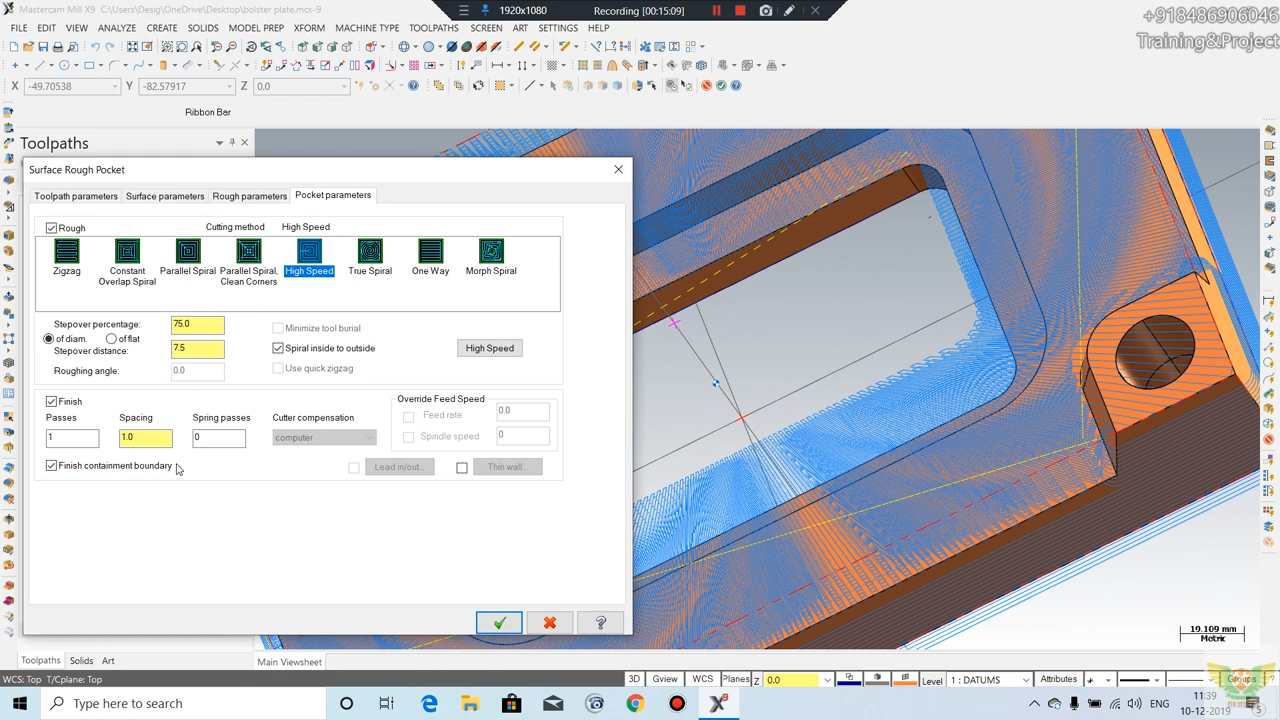 Mastercam Mill X9 - C:\Users\Desig\OneDrive\Desktop\bolster plate.mcx-9
1920x1080
Recording [00:15:09]
+918486906046
FILE EDIT VIEW ANALYZE CREATE SOLIDS MODEL PREP XFORM MACHINE TYPE TOOLPATHS SCREEN ART SETTINGS HELP
Training&Project
X -49.70538 Y -82.57917 Z 0.0
Ribbon Bar
Toolpaths
Surface Rough Pocket
Toolpath parameters Surface parameters Rough parameters Pocket parameters
Rough Cutting method High Speed
Zigzag Constant Overlap Spiral Parallel Spiral Parallel Spiral, Clean Corners High Speed True Spiral One Way Morph Spiral
Stepover percentage: 75.0 Minimize tool burial
of diam. of flat
Stepover distance: 7.5 Spiral inside to outside High Speed
Roughing angle: 0.0 Use quick zigzag
Finish Override Feed Speed
Passes Spacing Spring passes Cutter compensation Feed rate 0.0
1 1.0 0 computer Spindle speed 0
Finish containment boundary Lead in/out... Thin wall...
19.109 mm
Metric
Toolpaths Solids Art Main Viewsheet
WCS: Top T/Cplane: Top 3D Gview WCS Planes Z 0.0 Level 1 : DATUMS Attributes Groups
Type here to search ENG 11:39
10-12-2019
5